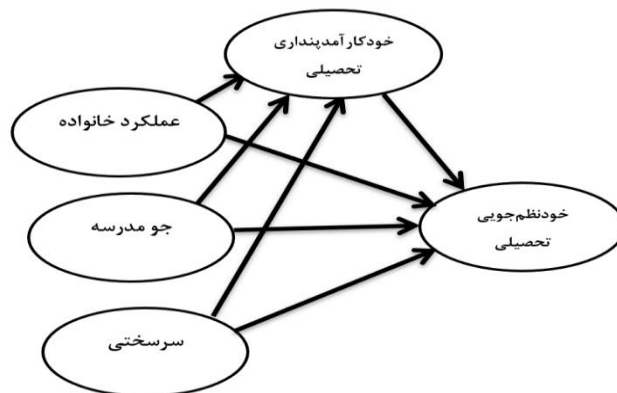 خودکارآمدپنداری
تحصیلی
عملکرد خانواده
جو مدرسه
خودنظم‌جویی
تحصیلی
سرسختی